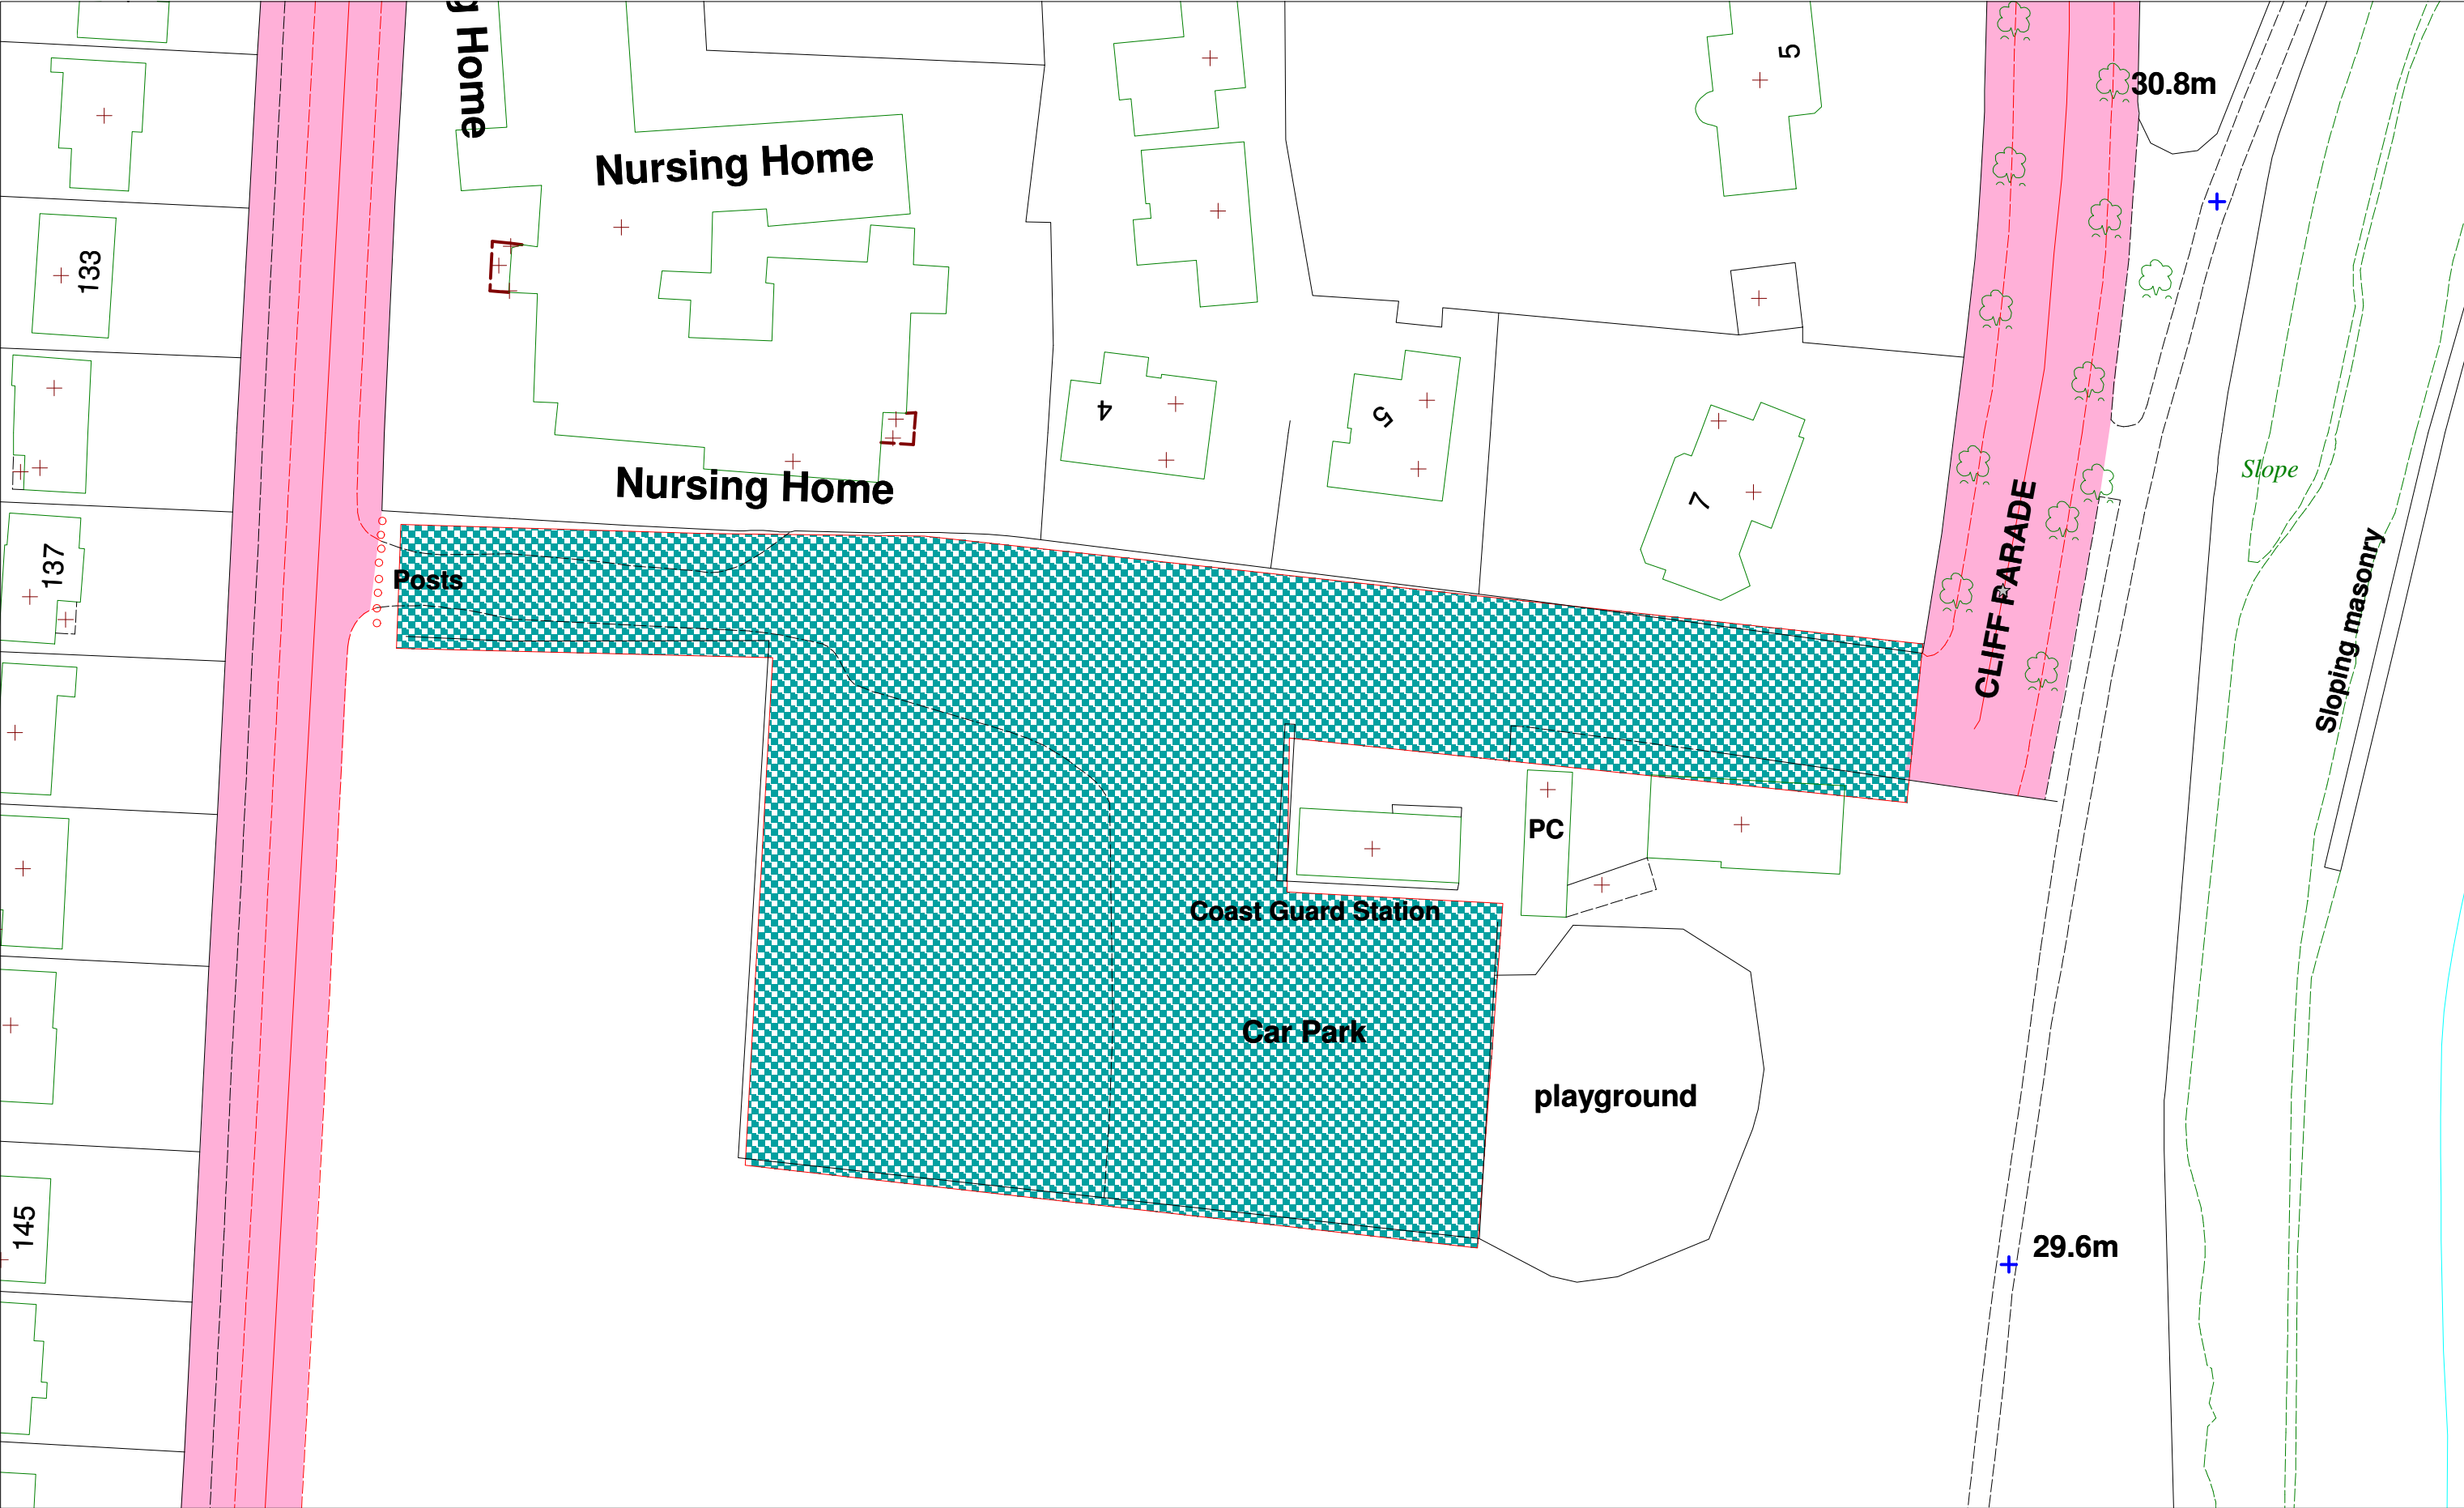 g Home
5
30.8m
Nursing Home
133
4
5
Slope
Nursing Home
7
137
Posts
CLIFF PARADE
Sloping masonry
PC
Coast Guard Station
Car Park
playground
145
29.6m